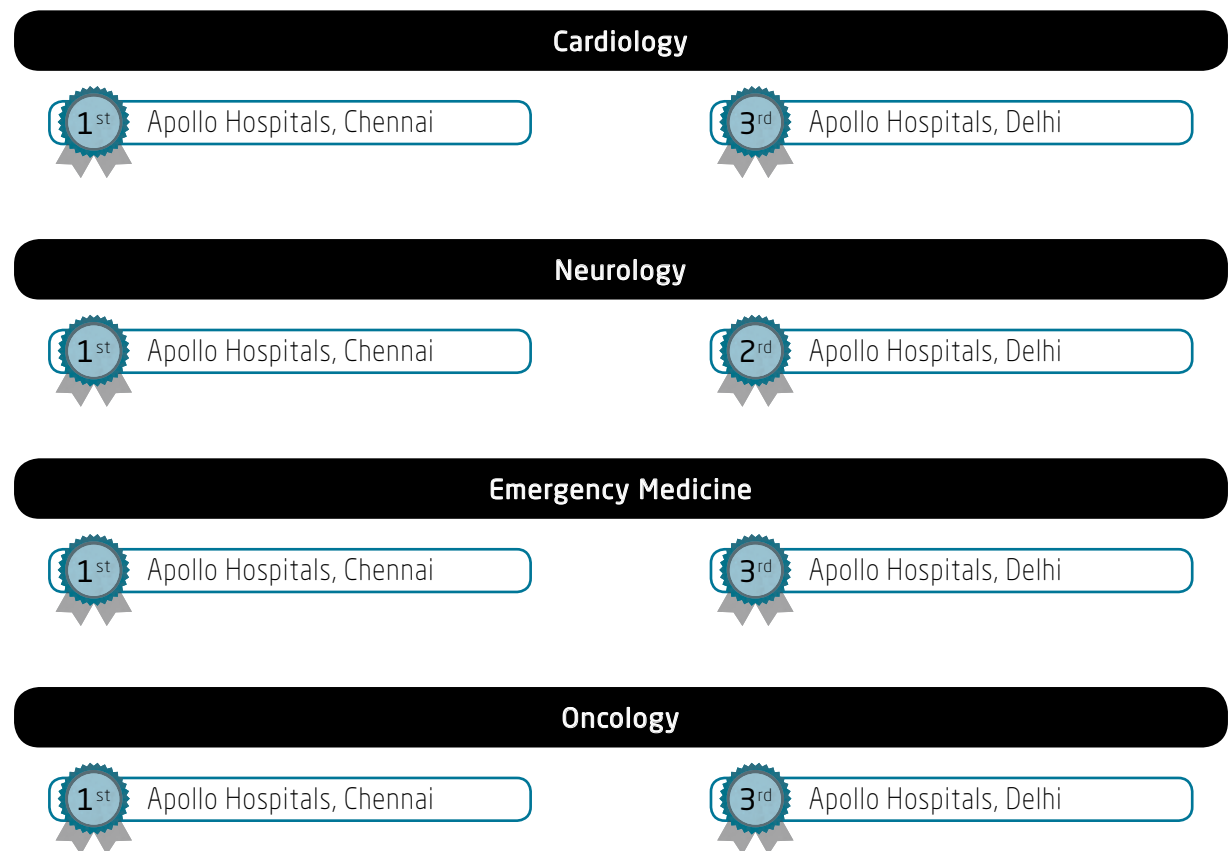 Cardiology
1st Apollo Hospitals, Chennai
3rd Apollo Hospitals, Delhi
Neurology
1st Apollo Hospitals, Chennai
2rd Apollo Hospitals, Delhi
Emergency Medicine
1st Apollo Hospitals, Chennai
3rd Apollo Hospitals, Delhi
Oncology
1st Apollo Hospitals, Chennai
3rd Apollo Hospitals, Delhi